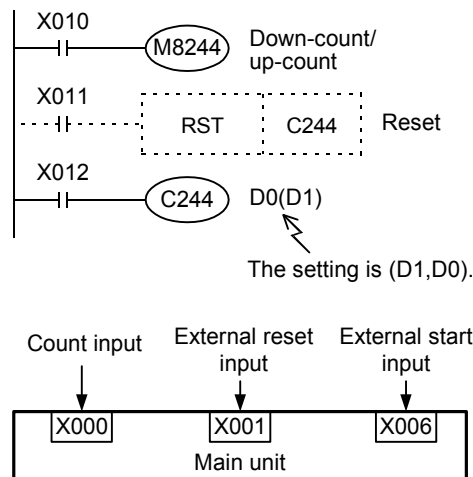 X010
M8244 Down-count/
up-count
X011
RST C244 Reset
X012
C244 D0(D1)
The setting is (D1,D0).
Count input External reset External start
input input
X000 X001 X006
Main unit